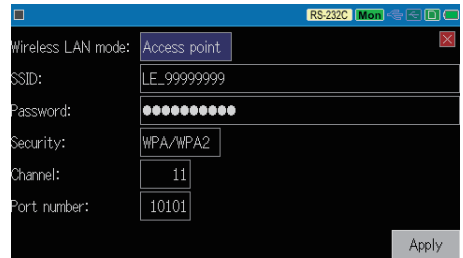 RS-232C Mon
Wireless LAN mode: Access point
SSID: LE_99999999
Password: ●●●●●●●●●●
Security: WPA/WPA2
Channel: 11
Port number: 10101
Apply